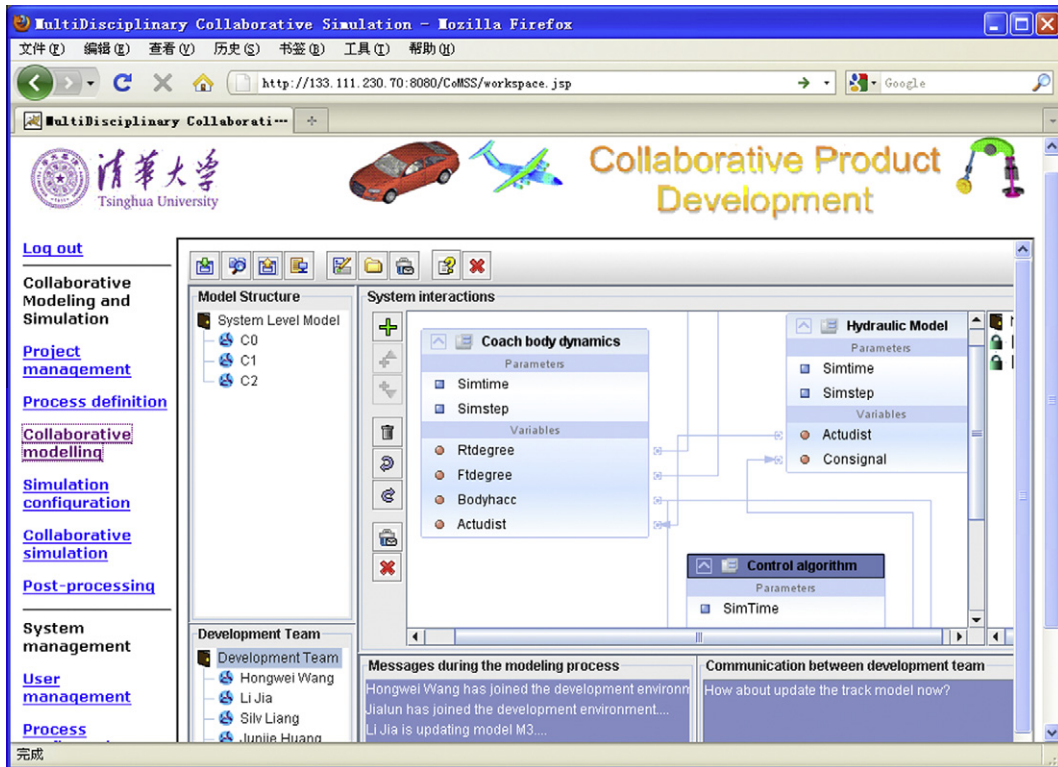 MultiDisciplinary Collaborative Simulation - Mozilla Firefox
文件(F) 编辑(E) 查看(V) 历史(S) 书签(B) 工具(T) 帮助(H)
http://133.111.230.70:8080/CoMSS/workspace.jsp
Google
MultiDisciplinary Collaborati...
清华大学
Tsinghua University
Collaborative Product
Development
Log out
Collaborative
Modeling and
Simulation
Project
management
Process definition
Collaborative
modelling
Simulation
configuration
Collaborative
simulation
Post-processing
System
management
User
management
Process
Model Structure
System Level Model
C0
C1
C2
Development Team
Development Team
Hongwei Wang
Li Jia
Silv Liang
Junjie Huang
System interactions
Coach body dynamics
Parameters
Simtime
Simstep
Variables
Rtdegree
Ftdegree
Bodyhacc
Actudist
Hydraulic Model
Parameters
Simtime
Simstep
Variables
Actudist
Consignal
Control algorithm
Parameters
SimTime
Messages during the modeling process
Hongwei Wang has joined the development environm
Jialun has joined the development environment....
Li Jia is updating model M3....
Communication between development team
How about update the track model now?
完成